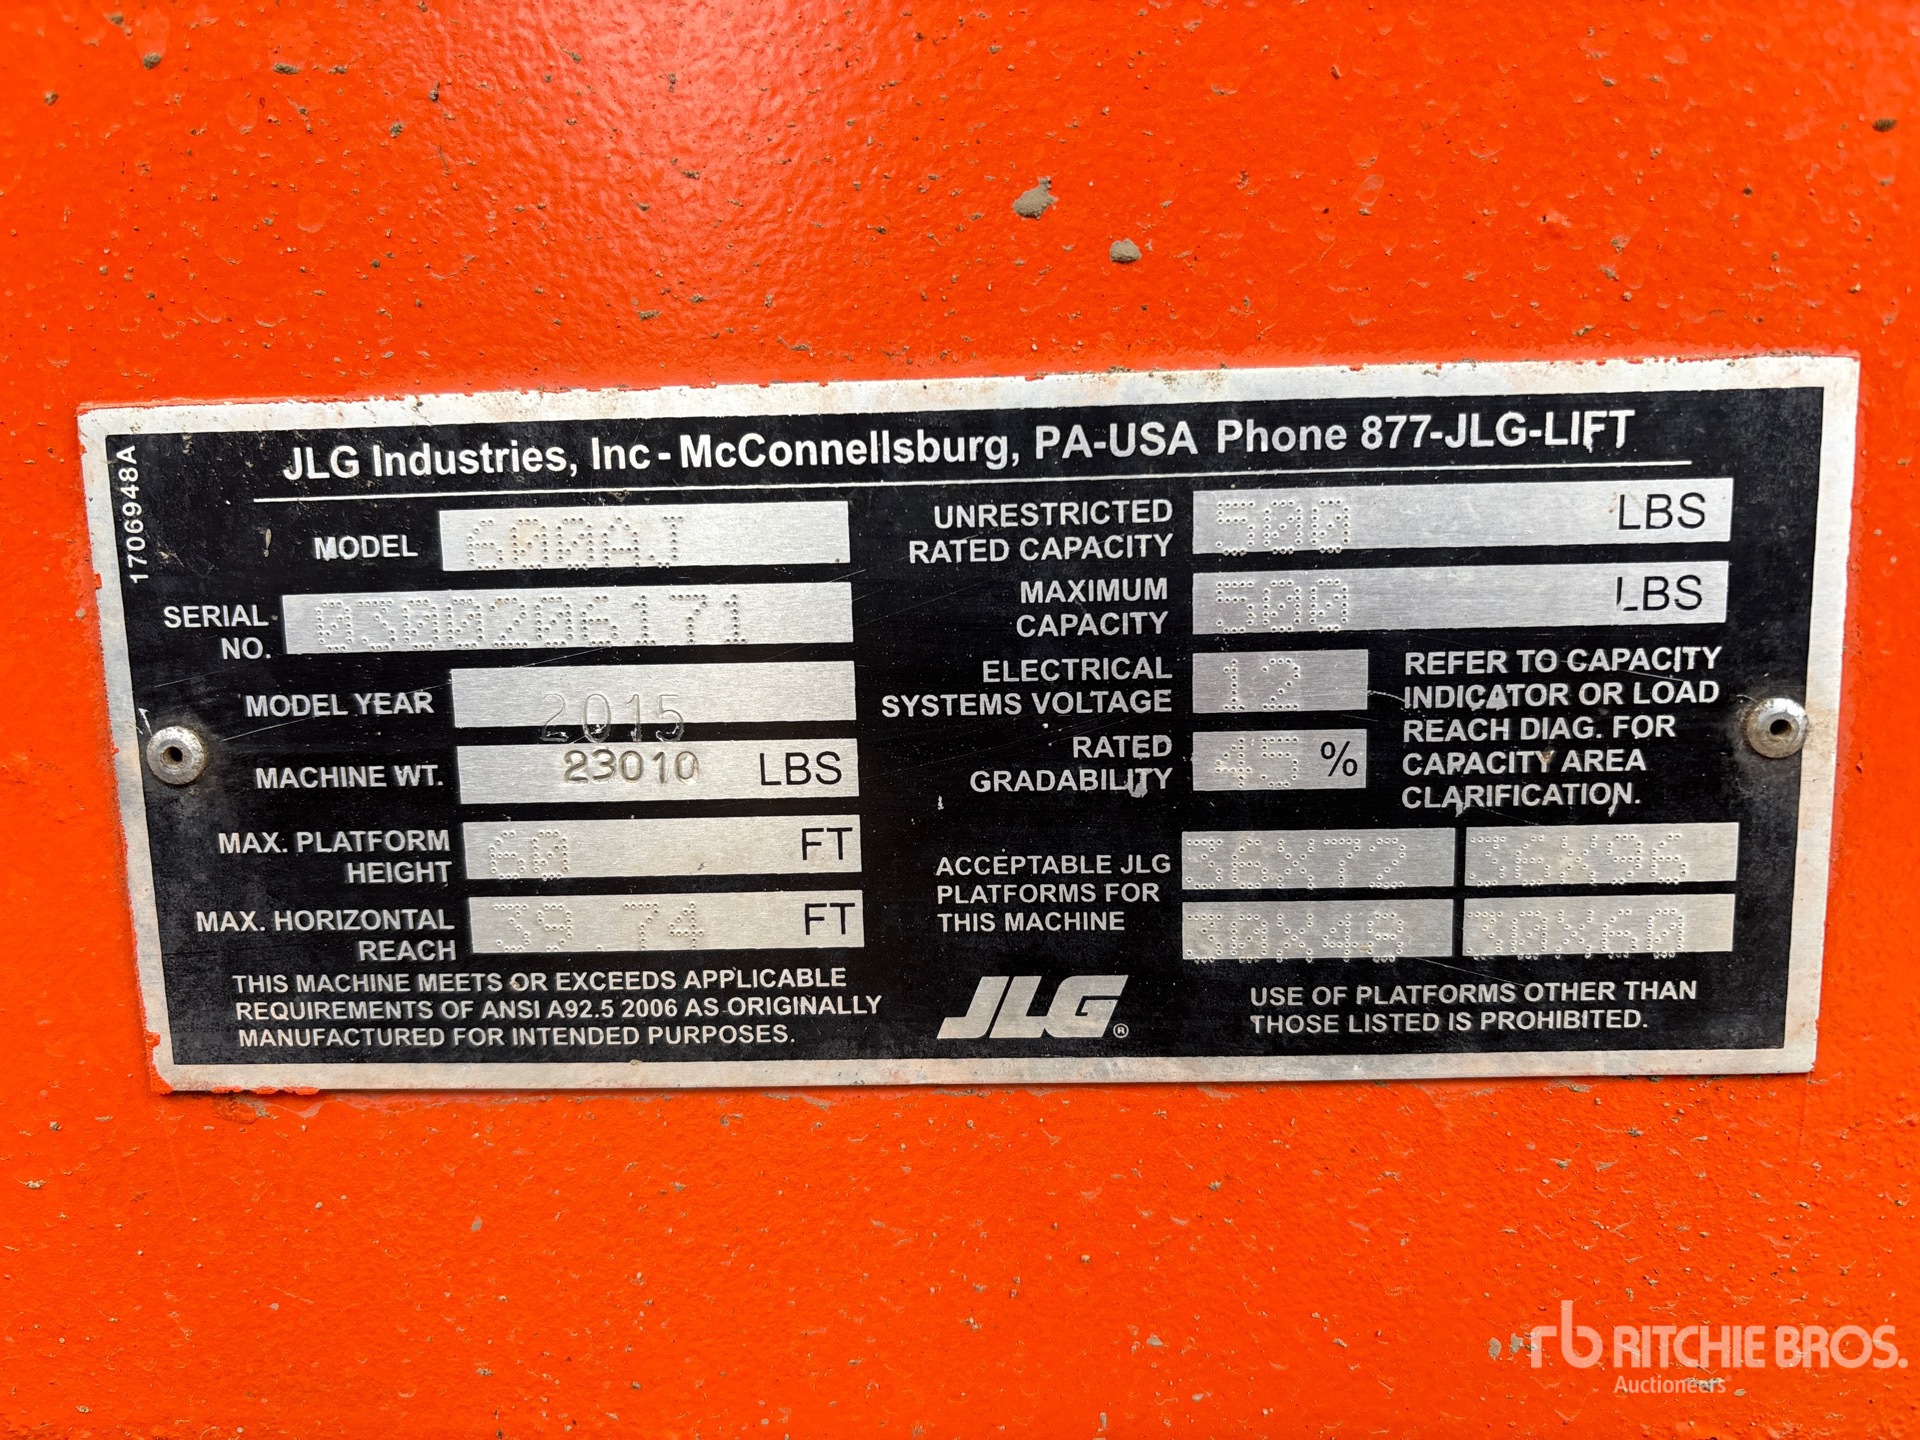 JLG Industries, Inc - McConnellsburg, PA-USA Phone 877-JLG-LIFT
17069948A
MODEL 600AJ
SERIAL NO. 0300206171
MODEL YEAR 2015
MACHINE WT. 23010 LBS
MAX. PLATFORM HEIGHT 60 FT
MAX. HORIZONTAL REACH 39.74 FT
THIS MACHINE MEETS OR EXCEEDS APPLICABLE
REQUIREMENTS OF ANSI A92.5 2006 AS ORIGINALLY
MANUFACTURED FOR INTENDED PURPOSES.
UNRESTRICTED RATED CAPACITY 500 LBS
MAXIMUM CAPACITY 500 LBS
ELECTRICAL SYSTEMS VOLTAGE 12
RATED GRADABILITY 45 %
REFER TO CAPACITY
INDICATOR OR LOAD
REACH DIAG. FOR
CAPACITY AREA
CLARIFICATION.
ACCEPTABLE JLG
PLATFORMS FOR
THIS MACHINE
36X72 36X96
30X48 30X60
JLG®
USE OF PLATFORMS OTHER THAN
THOSE LISTED IS PROHIBITED.
rb RITCHIE BROS.
Auctioneers